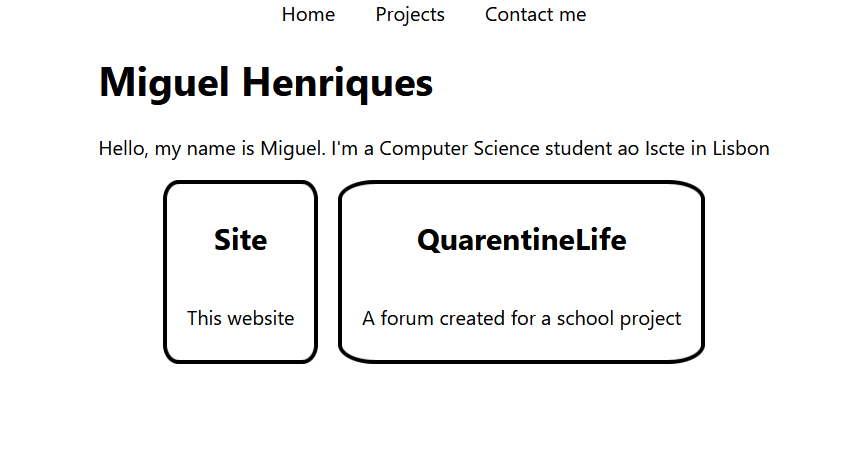 Home Projects Contact me
Miguel Henriques
Hello, my name is Miguel. I'm a Computer Science student ao Iscte in Lisbon
Site
This website
QuarentineLife
A forum created for a school project